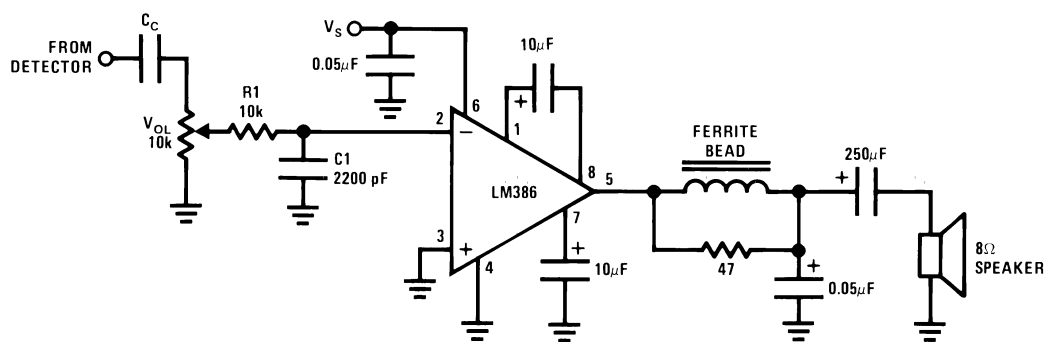 C_C
FROM
DETECTOR
V_OL
10k
R1
10k
C1
2200 pF
V_S
0.05μF
6
2
−
3
+
4
LM386
1
+
10μF
8
5
7
+
10μF
FERRITE
BEAD
47
+
0.05μF
250μF
+
8Ω
SPEAKER